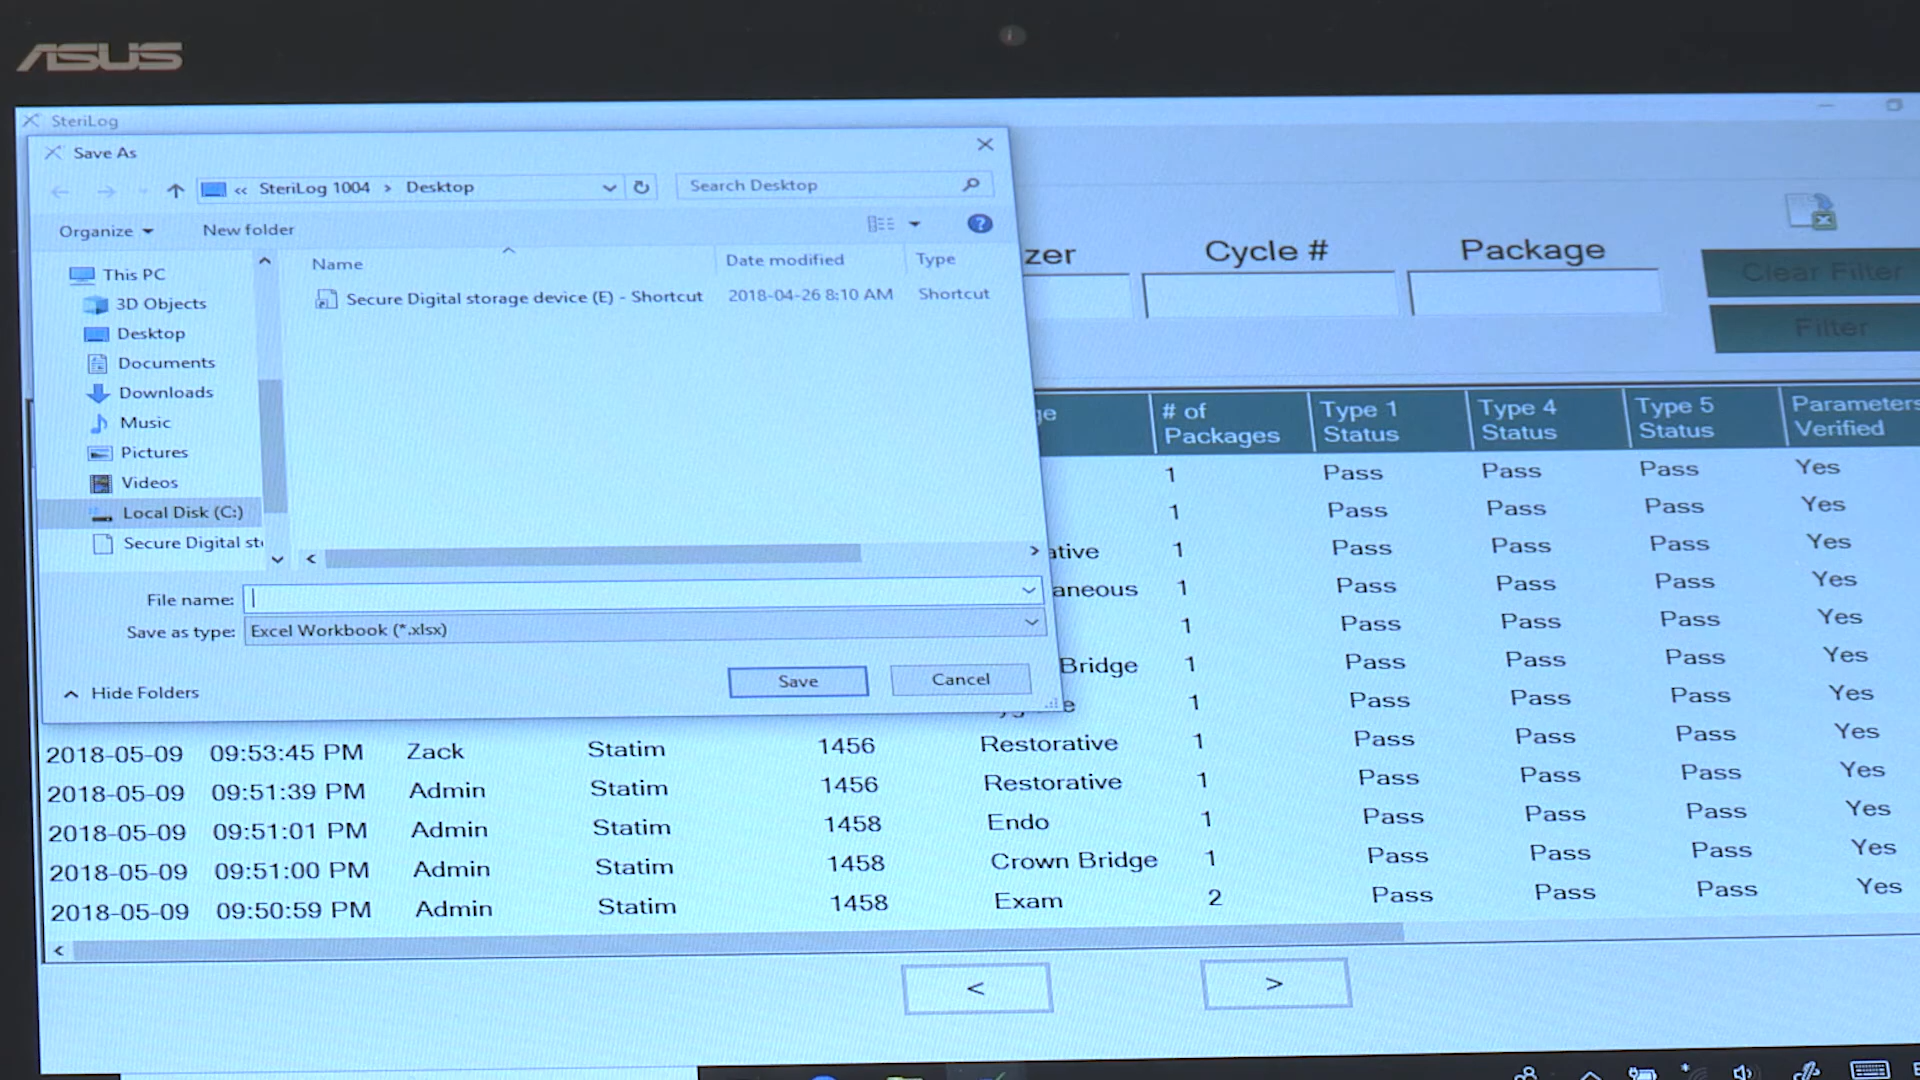 ASUS
SteriLog
Save As
« SteriLog 1004 › Desktop
Search Desktop
Organize
New folder
This PC
3D Objects
Desktop
Documents
Downloads
Music
Pictures
Videos
Local Disk (C:)
Secure Digital st
Name Date modified Type
Secure Digital storage device (E) - Shortcut 2018-04-26 8:10 AM Shortcut
File name:
Save as type: Excel Workbook (*.xlsx)
Hide Folders
Save
Cancel
zer Cycle # Package
Clear Filter
Filter
# of Packages Type 1 Status Type 4 Status Type 5 Status Parameters Verified
1 Pass Pass Pass Yes
1 Pass Pass Pass Yes
ative 1 Pass Pass Pass Yes
aneous 1 Pass Pass Pass Yes
1 Pass Pass Pass Yes
Bridge 1 Pass Pass Pass Yes
1 Pass Pass Pass Yes
2018-05-09 09:53:45 PM Zack Statim 1456 Restorative 1 Pass Pass Pass Yes
2018-05-09 09:51:39 PM Admin Statim 1456 Restorative 1 Pass Pass Pass Yes
2018-05-09 09:51:01 PM Admin Statim 1458 Endo 1 Pass Pass Pass Yes
2018-05-09 09:51:00 PM Admin Statim 1458 Crown Bridge 1 Pass Pass Pass Yes
2018-05-09 09:50:59 PM Admin Statim 1458 Exam 2 Pass Pass Pass Yes
< >